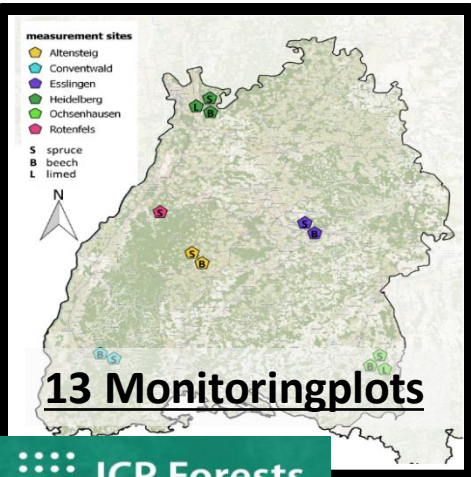 measurement sites
Altensteig
Conventwald
Esslingen
Heidelberg
Ochsenhausen
Rotenfels
S spruce
B beech
L limed
N
S
L
B
S
S
B
S
B
B
S
S
B
L
13 Monitoringplots
ICP Forests